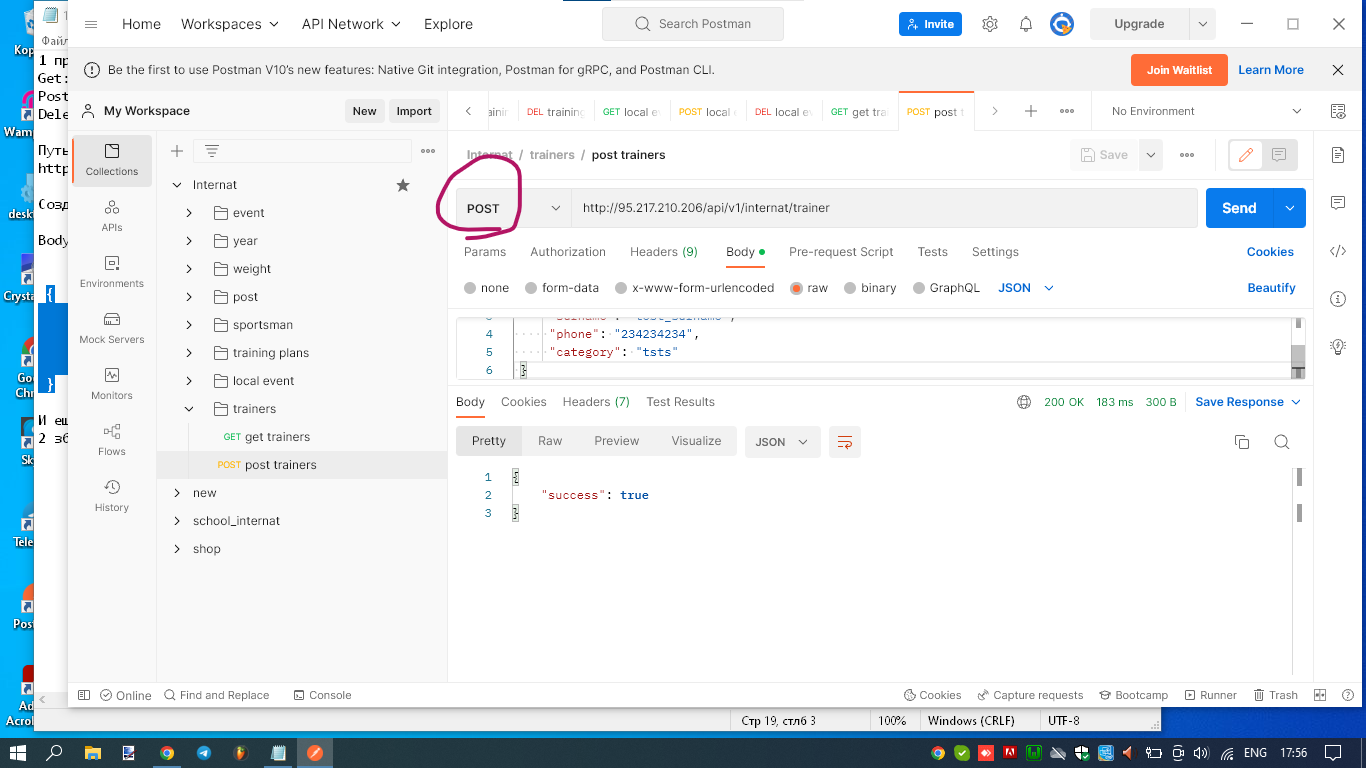 Home Workspaces API Network Explore Search Postman Invite Upgrade
Be the first to use Postman V10's new features: Native Git integration, Postman for gRPC, and Postman CLI. Join Waitlist Learn More
My Workspace New Import
DEL training GET local ev POST local e DEL local ev GET get tra POST post t No Environment
Collections
APIs
Environments
Mock Servers
Monitors
Flows
History
Internat
event
year
weight
post
sportsman
training plans
local event
trainers
GET get trainers
POST post trainers
new
school_internat
shop
Internat / trainers / post trainers Save
POST http://95.217.210.206/api/v1/internat/trainer Send
Params Authorization Headers (9) Body Pre-request Script Tests Settings Cookies
none form-data x-www-form-urlencoded raw binary GraphQL JSON Beautify
4 "phone": "234234234",
5 "category": "tsts"
6 }
Body Cookies Headers (7) Test Results 200 OK 183 ms 300 B Save Response
Pretty Raw Preview Visualize JSON
1 {
2 "success": true
3 }
Online Find and Replace Console Cookies Capture requests Bootcamp Runner Trash
Файл
1 пр
Get:
Post
Dele
Путь
http
Созд
Body
{
}
И ещ
2 эб
Стр 19, стлб 3 100% Windows (CRLF) UTF-8
ENG 17:56